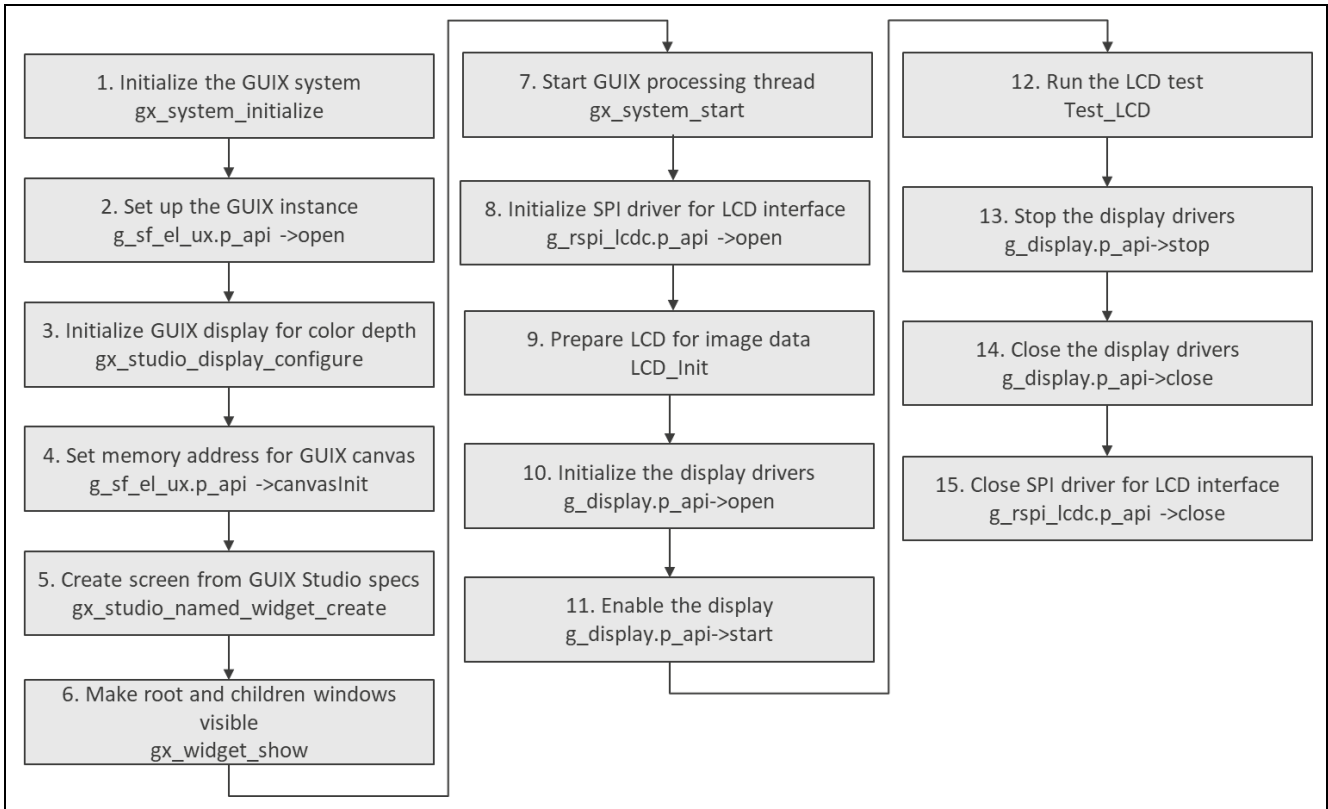 1. Initialize the GUIX system
gx_system_initialize
2. Set up the GUIX instance
g_sf_el_ux.p_api ->open
3. Initialize GUIX display for color depth
gx_studio_display_configure
4. Set memory address for GUIX canvas
g_sf_el_ux.p_api ->canvasInit
5. Create screen from GUIX Studio specs
gx_studio_named_widget_create
6. Make root and children windows
visible
gx_widget_show
7. Start GUIX processing thread
gx_system_start
8. Initialize SPI driver for LCD interface
g_rspi_lcdc.p_api ->open
9. Prepare LCD for image data
LCD_Init
10. Initialize the display drivers
g_display.p_api->open
11. Enable the display
g_display.p_api->start
12. Run the LCD test
Test_LCD
13. Stop the display drivers
g_display.p_api->stop
14. Close the display drivers
g_display.p_api->close
15. Close SPI driver for LCD interface
g_rspi_lcdc.p_api ->close